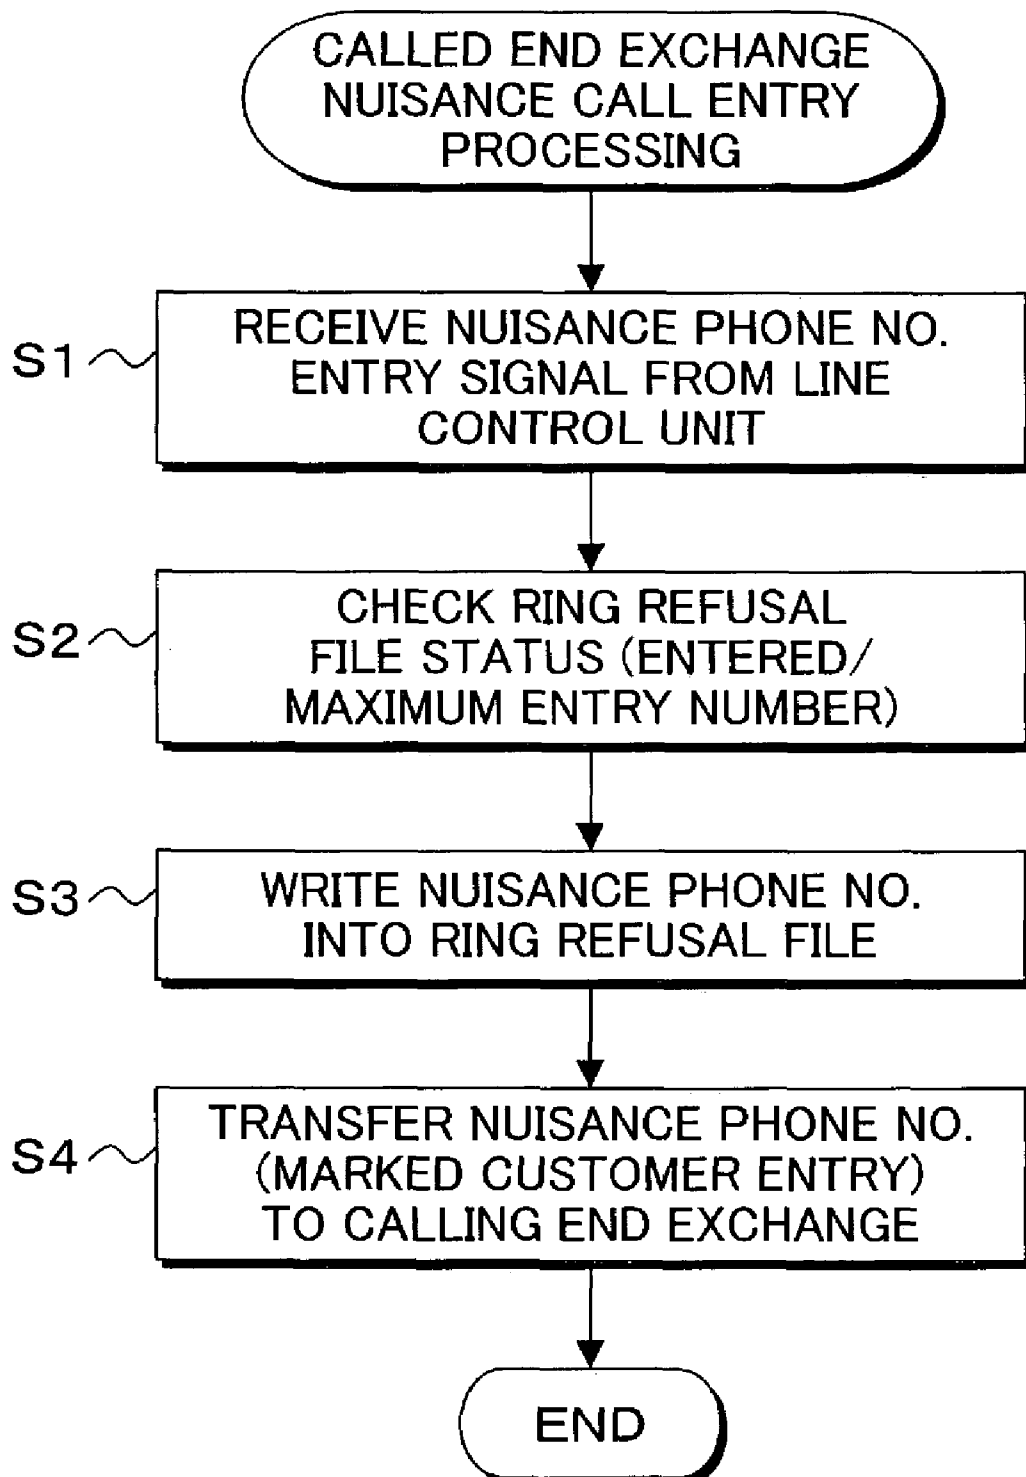 CALLED END EXCHANGE
NUISANCE CALL ENTRY
PROCESSING
S1
RECEIVE NUISANCE PHONE NO.
ENTRY SIGNAL FROM LINE
CONTROL UNIT
S2
CHECK RING REFUSAL
FILE STATUS (ENTERED/
MAXIMUM ENTRY NUMBER)
S3
WRITE NUISANCE PHONE NO.
INTO RING REFUSAL FILE
S4
TRANSFER NUISANCE PHONE NO.
(MARKED CUSTOMER ENTRY)
TO CALLING END EXCHANGE
END